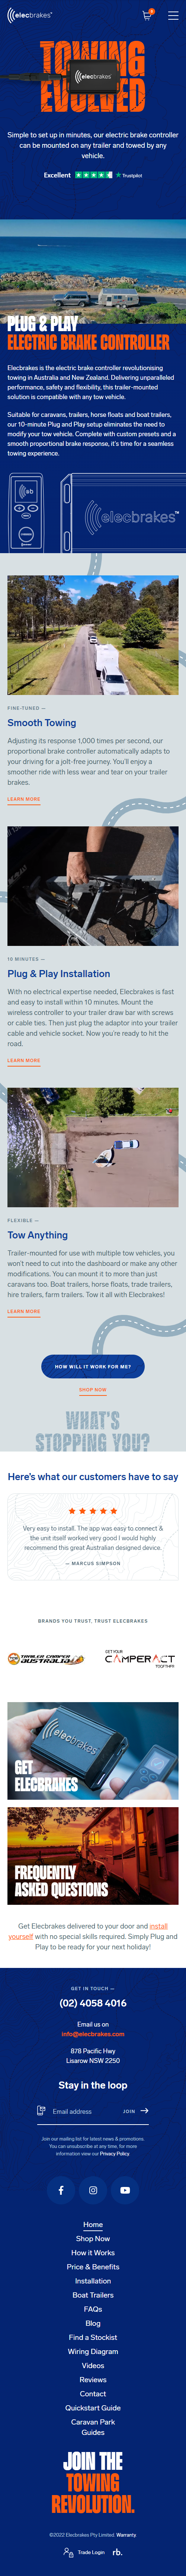 elecbrakes
0
TOWING
EVOLVED
elecbrakes
Simple to set up in minutes, our electric brake controller
can be mounted on any trailer and towed by any
vehicle.
Excellent Trustpilot
PLUG & PLAY
ELECTRIC BRAKE CONTROLLER
Elecbrakes is the electric brake controller revolutionising
towing in Australia and New Zealand. Delivering unparalleled
performance, safety and flexibility, this trailer-mounted
solution is compatible with any tow vehicle.
Suitable for caravans, trailers, horse floats and boat trailers,
our 10-minute Plug and Play setup eliminates the need to
modify your tow vehicle. Complete with custom presets and a
smooth proportional brake response, it's time for a seamless
towing experience.
elecbrakes™
FINE-TUNED —
Smooth Towing
Adjusting its response 1,000 times per second, our
proportional brake controller automatically adapts to
your driving for a jolt-free journey. You'll enjoy a
smoother ride with less wear and tear on your trailer
brakes.
LEARN MORE
10 MINUTES —
Plug & Play Installation
With no electrical expertise needed, Elecbrakes is fast
and easy to install within 10 minutes. Mount the
wireless controller to your trailer draw bar with screws
or cable ties. Then just plug the adaptor into your trailer
cable and vehicle socket. Now you're ready to hit the
road.
LEARN MORE
FLEXIBLE —
Tow Anything
Trailer-mounted for use with multiple tow vehicles, you
won't need to cut into the dashboard or make any other
modifications. You can mount it to more than just
caravans too. Boat trailers, horse floats, trade trailers,
hire trailers, farm trailers. Tow it all with Elecbrakes!
LEARN MORE
HOW WILL IT WORK FOR ME?
SHOP NOW
WHAT'S
STOPPING YOU?
Here's what our customers have to say
Very easy to install. The app was easy to connect &
the unit itself worked very good I would highly
recommend this great Australian designed device.
— MARCUS SIMPSON
BRANDS YOU TRUST, TRUST ELECBRAKES
TRAILER CAMPER
AUSTRALIA
GET YOUR
CAMPERACT
TOGETHER
elecbrakes
GET
ELECBRAKES
FREQUENTLY
ASKED QUESTIONS
Get Elecbrakes delivered to your door and install
yourself with no special skills required. Simply Plug and
Play to be ready for your next holiday!
GET IN TOUCH —
(02) 4058 4016
Email us on
info@elecbrakes.com
878 Pacific Hwy
Lisarow NSW 2250
Stay in the loop
Email address JOIN
Join our mailing list for latest news & promotions.
You can unsubscribe at any time, for more
information view our Privacy Policy.
Home
Shop Now
How it Works
Price & Benefits
Installation
Boat Trailers
FAQs
Blog
Find a Stockist
Wiring Diagram
Videos
Reviews
Contact
Quickstart Guide
Caravan Park
Guides
JOIN THE
TOWING
REVOLUTION.
©2022 Elecbrakes Pty Limited. Warranty.
Trade Login rb.